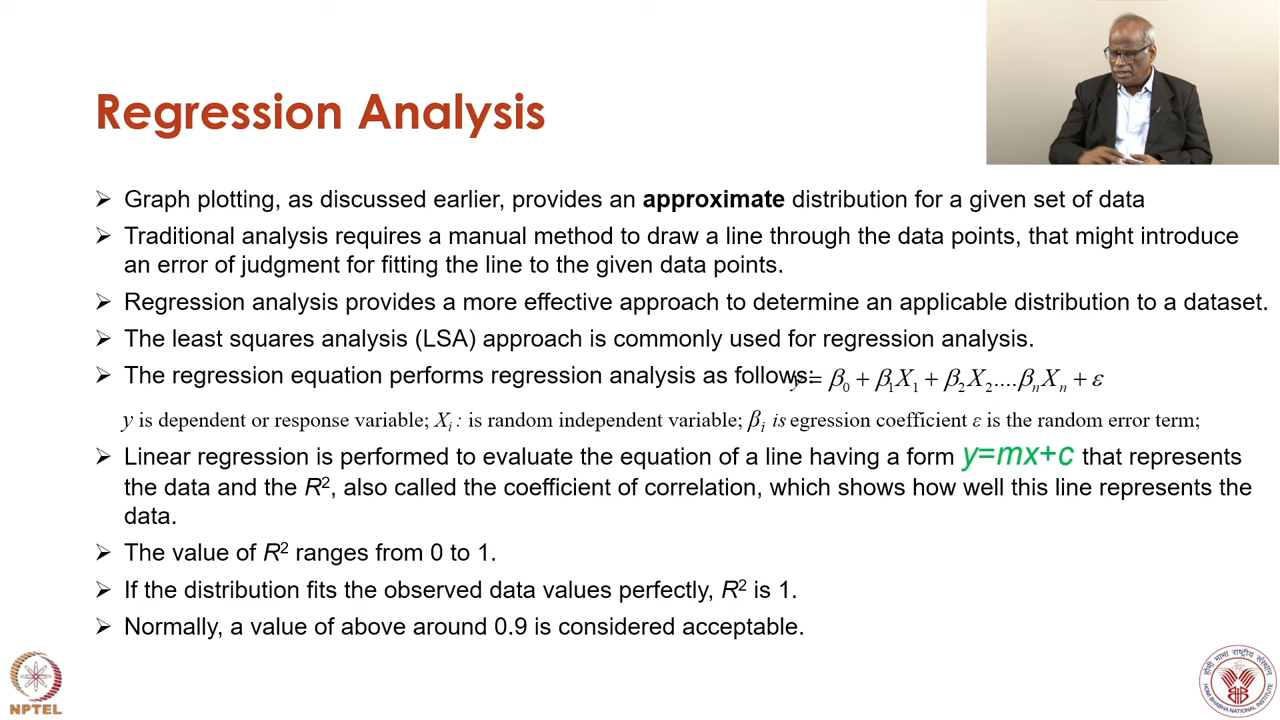 Regression Analysis
➢ Graph plotting, as discussed earlier, provides an approximate distribution for a given set of data
➢ Traditional analysis requires a manual method to draw a line through the data points, that might introduce
an error of judgment for fitting the line to the given data points.
➢ Regression analysis provides a more effective approach to determine an applicable distribution to a dataset.
➢ The least squares analysis (LSA) approach is commonly used for regression analysis.
➢ The regression equation performs regression analysis as follows: y = β₀ + β₁X₁ + β₂X₂....βₙXₙ + ε
y is dependent or response variable; Xᵢ : is random independent variable; βᵢ is egression coefficient ε is the random error term;
➢ Linear regression is performed to evaluate the equation of a line having a form y=mx+c that represents
the data and the R², also called the coefficient of correlation, which shows how well this line represents the
data.
➢ The value of R² ranges from 0 to 1.
➢ If the distribution fits the observed data values perfectly, R² is 1.
➢ Normally, a value of above around 0.9 is considered acceptable.
NPTEL
होमी भाभा राष्ट्रीय संस्थान
HOMI BHABHA NATIONAL INSTITUTE